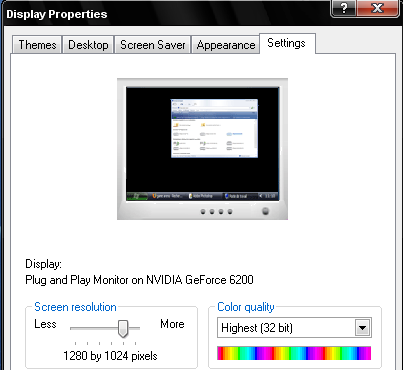 Display Properties
?
Themes Desktop Screen Saver Appearance Settings
Display:
Plug and Play Monitor on NVIDIA GeForce 6200
Screen resolution
Less More
1280 by 1024 pixels
Color quality
Highest (32 bit)